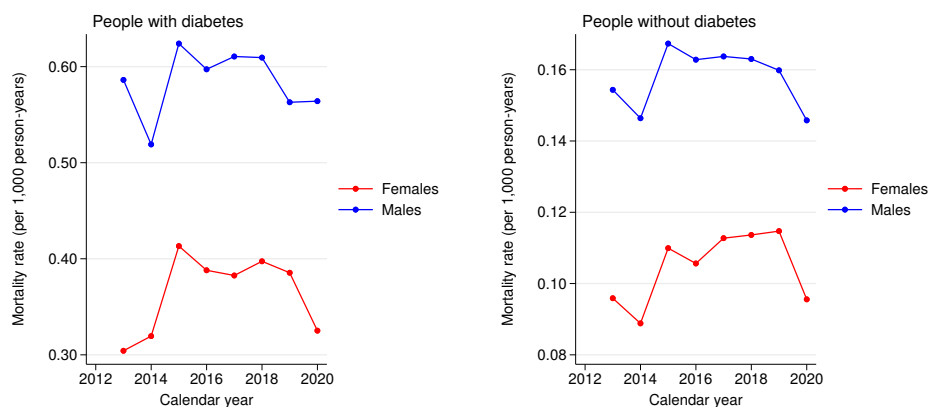 People with diabetes
Mortality rate (per 1,000 person-years)
0.60
0.50
0.40
0.30
2012 2014 2016 2018 2020
Calendar year
Females
Males
People without diabetes
Mortality rate (per 1,000 person-years)
0.16
0.14
0.12
0.10
0.08
2012 2014 2016 2018 2020
Calendar year
Females
Males